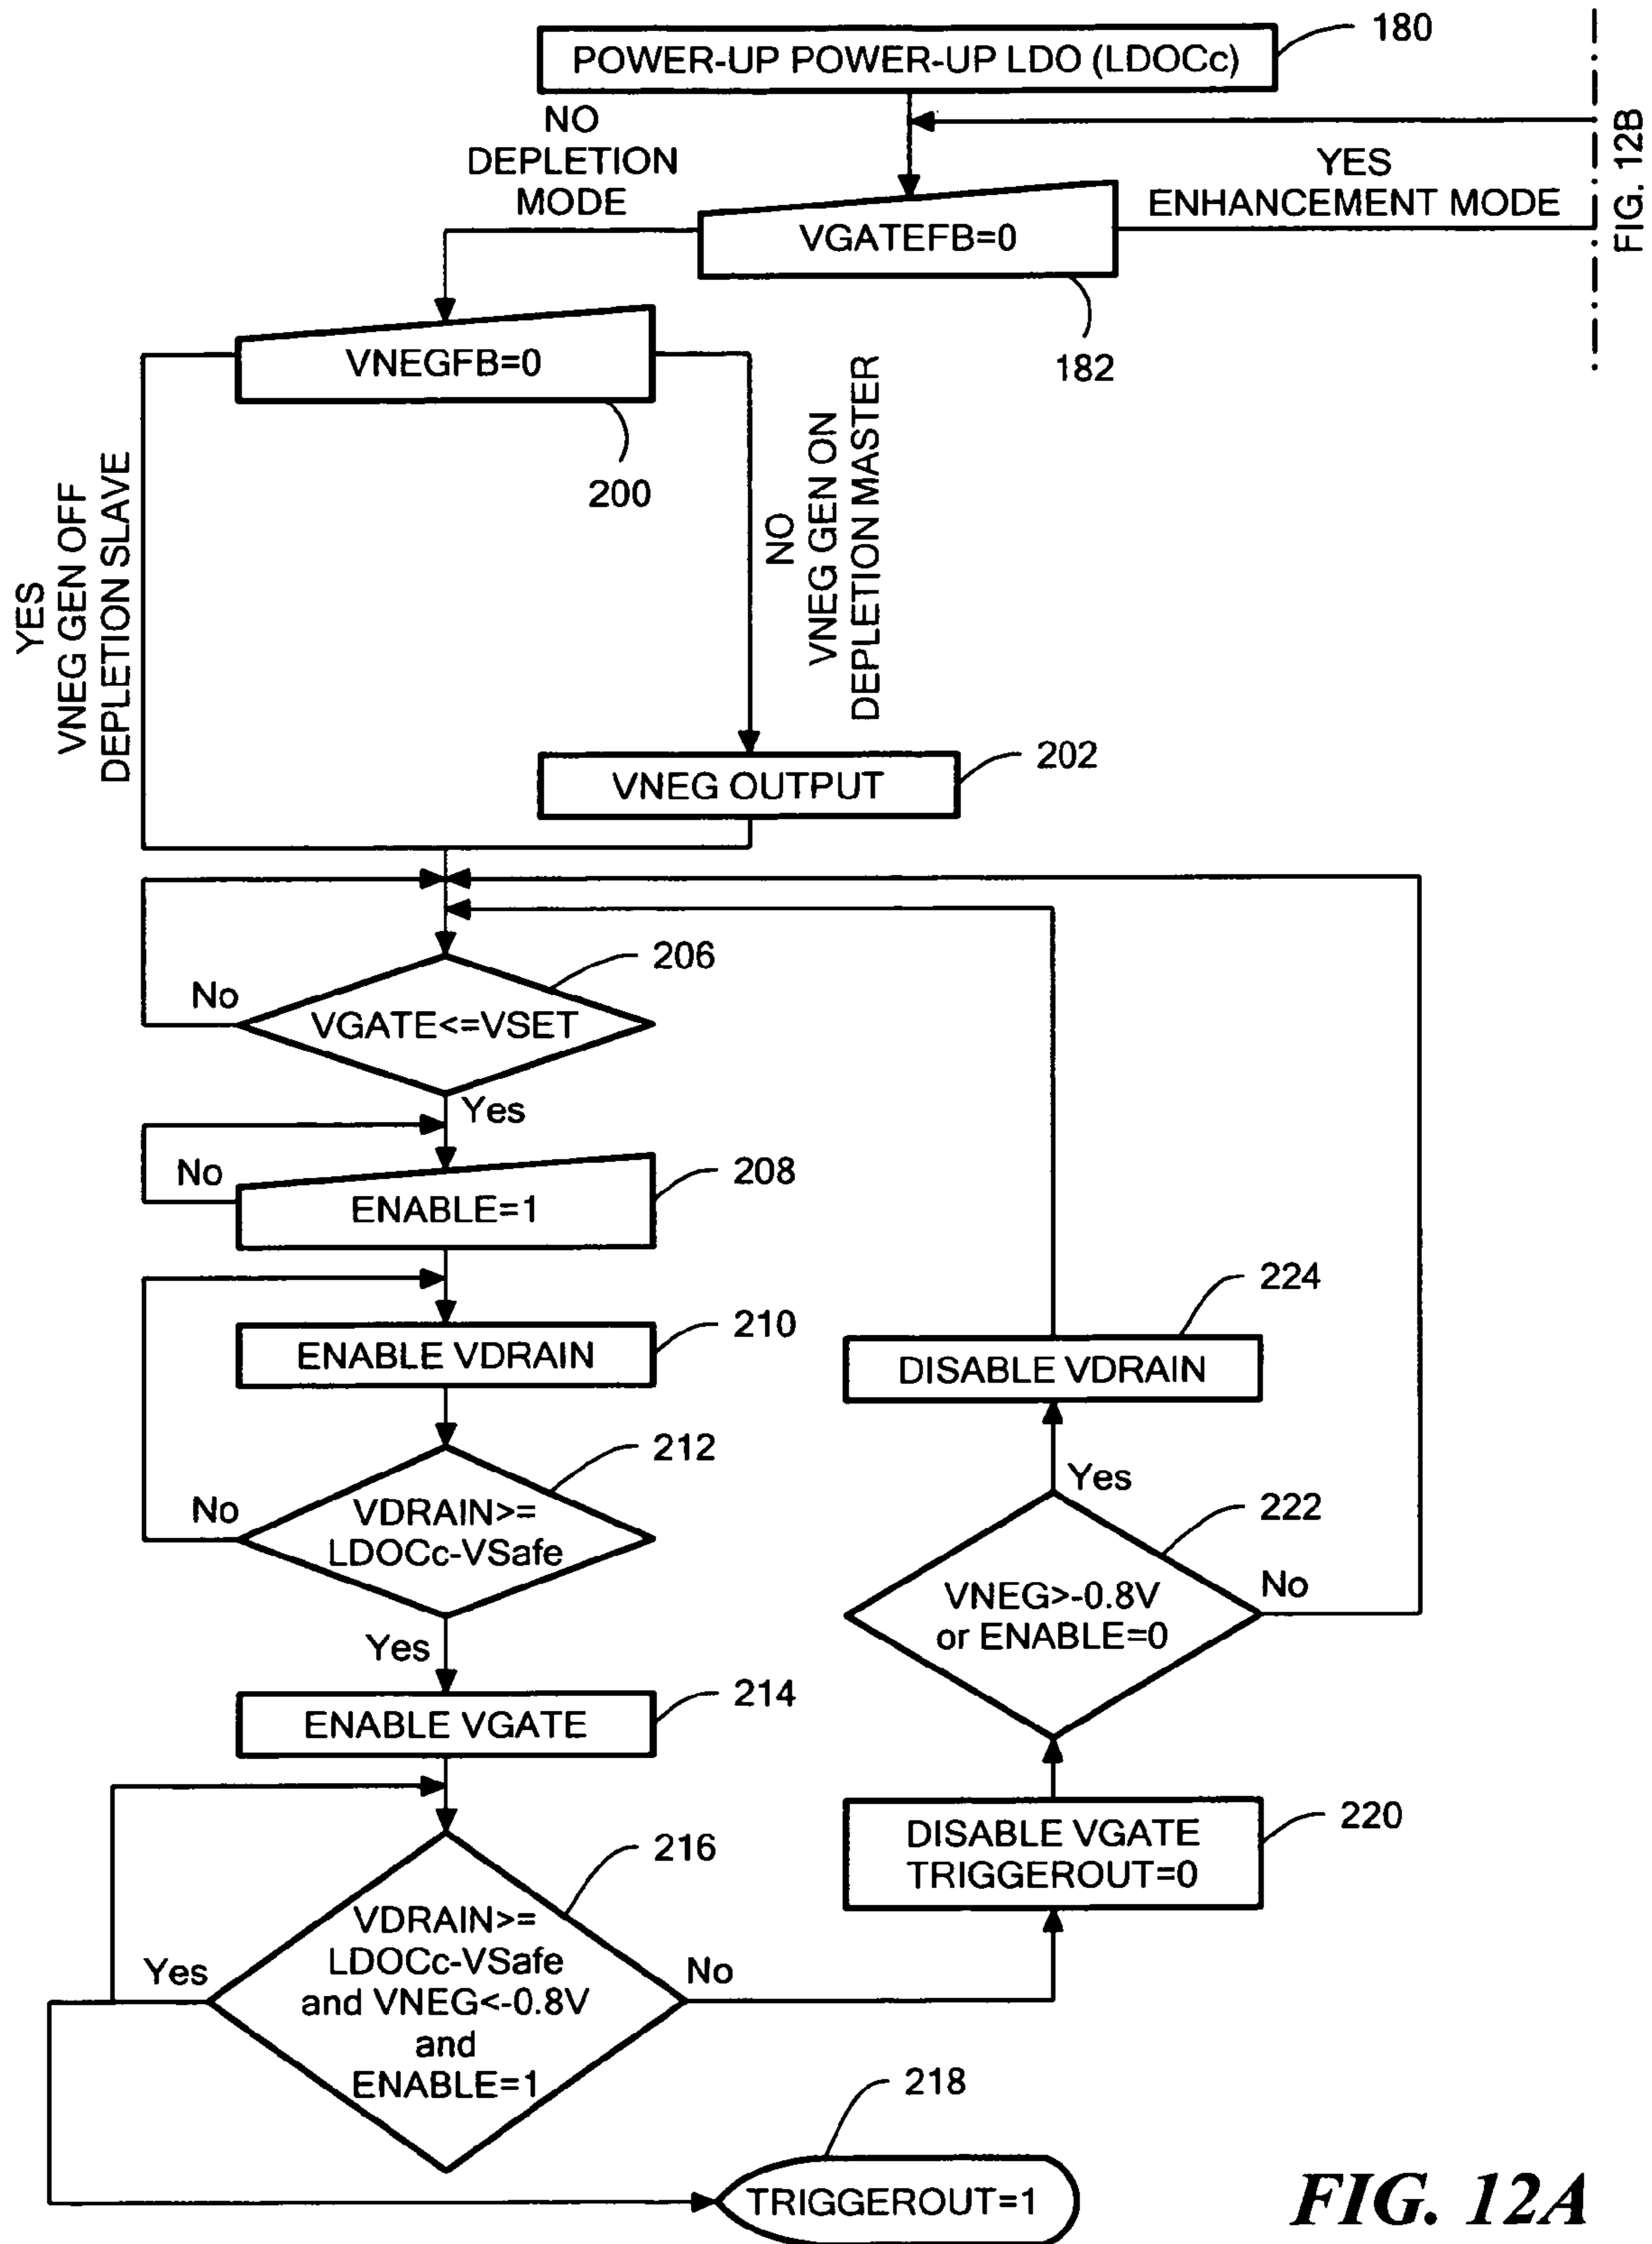 POWER-UP POWER-UP LDO (LDOCc)
180
NO
DEPLETION
MODE
YES
ENHANCEMENT MODE
FIG. 12B
VGATEFB=0
182
VNEGFB=0
200
YES
VNEG GEN OFF
DEPLETION SLAVE
NO
VNEG GEN ON
DEPLETION MASTER
VNEG OUTPUT
202
206
No
VGATE<=VSET
Yes
No
208
ENABLE=1
ENABLE VDRAIN
210
212
No
VDRAIN>=
LDOCc-VSafe
Yes
ENABLE VGATE
214
216
VDRAIN>=
LDOCc-VSafe
and VNEG<-0.8V
and
ENABLE=1
Yes
No
224
DISABLE VDRAIN
Yes
222
VNEG>-0.8V
or ENABLE=0
No
DISABLE VGATE
TRIGGEROUT=0
220
218
TRIGGEROUT=1
FIG. 12A